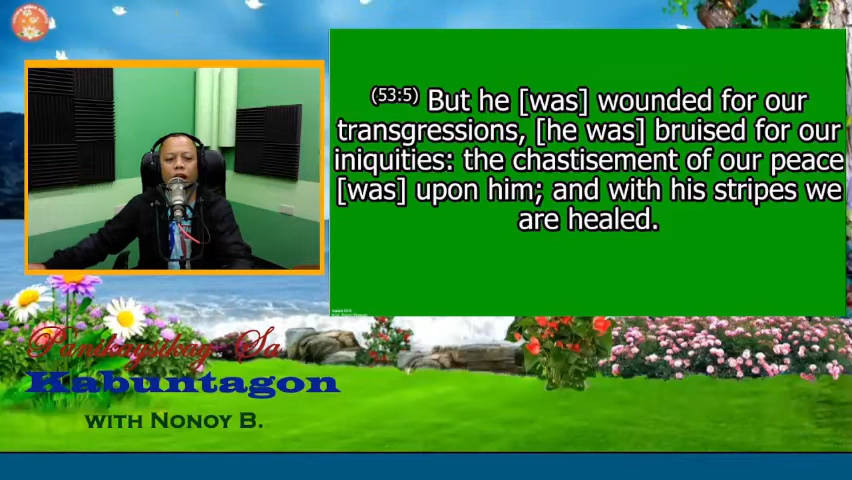 (53:5) But he [was] wounded for our
transgressions, [he was] bruised for our
iniquities: the chastisement of our peace
[was] upon him; and with his stripes we
are healed.
Panikaysikay Sa
Kabuntagon
WITH NONOY B.